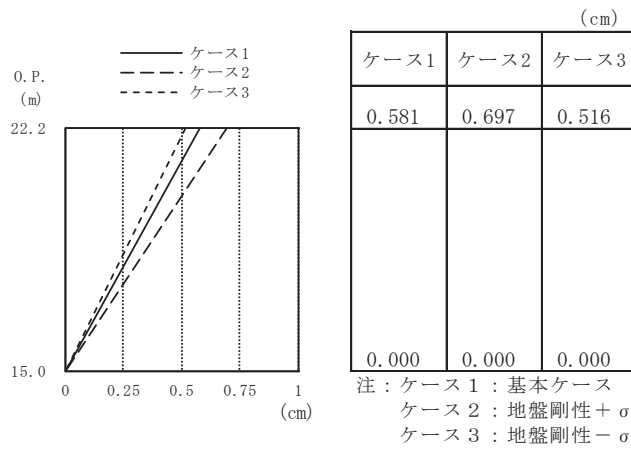 ケース1
ケース2
ケース3
O.P.
(m)
22.2
15.0
0 0.25 0.5 0.75 1
(cm)
(cm)
ケース1 ケース2 ケース3
0.581 0.697 0.516
0.000 0.000 0.000
注：ケース１：基本ケース
ケース２：地盤剛性＋σ
ケース３：地盤剛性－σ